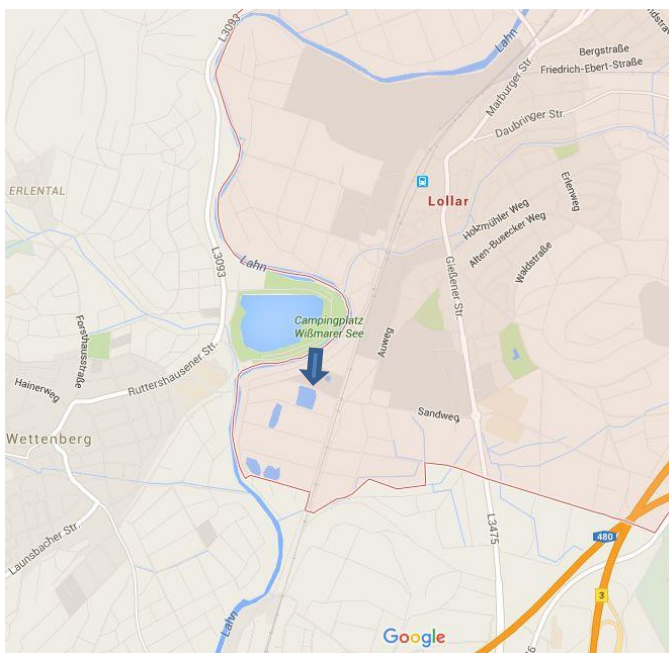 L3093
Lahn
Bergstraße
Friedrich-Ebert-Straße
Marburger Str.
Daubringer Str.
ERLENTAL
Lollar
Erlenweg
Holzmühler Weg
Alten-Busecker Weg
Waldstraße
L3093
Lahn
Gießener Str.
Campingplatz
Wißmarer See
Auweg
Forsthausstraße
Ruttershausener Str.
Hainerweg
Sandweg
Wettenberg
Launsbacher Str.
L3475
480
3
Lahn
Google